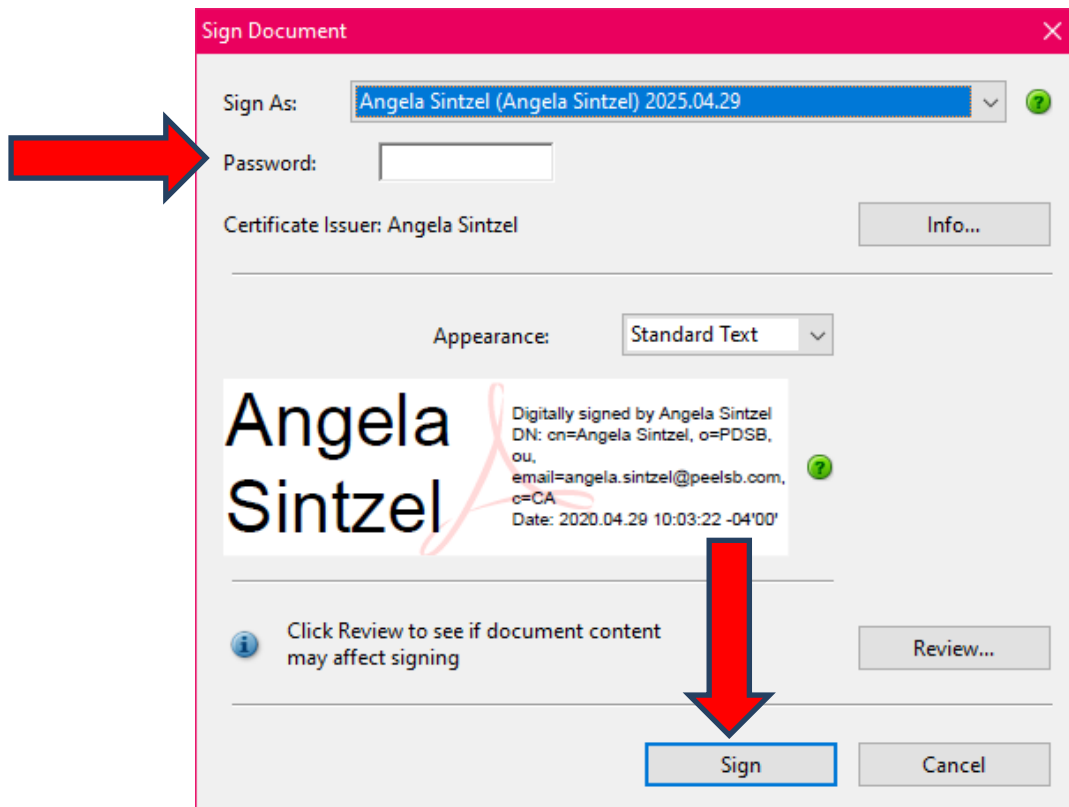 Sign Document
Sign As:
Angela Sintzel (Angela Sintzel) 2025.04.29
Password:
Certificate Issuer: Angela Sintzel
Info...
Appearance:
Standard Text
Angela
Sintzel
Digitally signed by Angela Sintzel
DN: cn=Angela Sintzel, o=PDSB,
ou,
email=angela.sintzel@peelsb.com,
c=CA
Date: 2020.04.29 10:03:22 -04'00'
Click Review to see if document content
may affect signing
Review...
Sign
Cancel